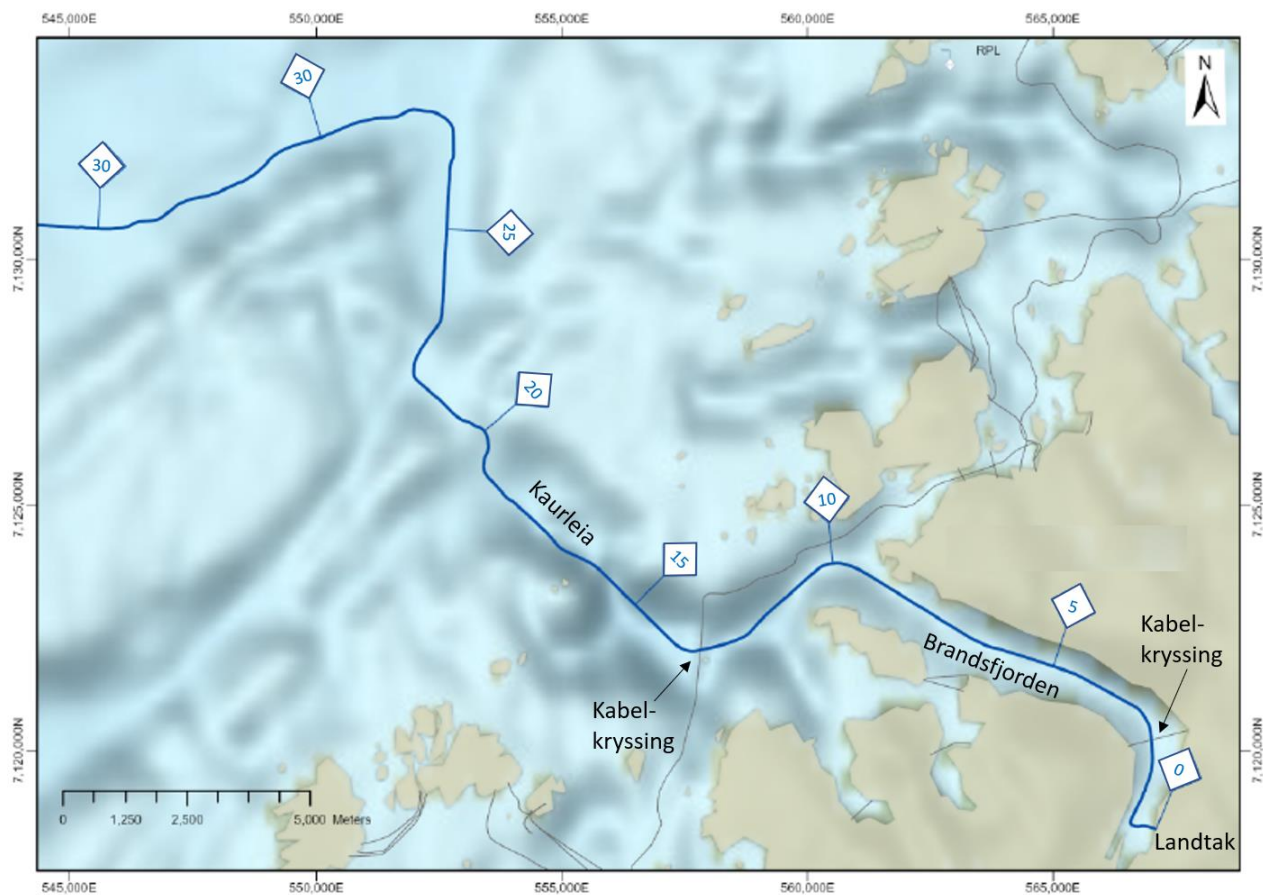 545,000E
550,000E
555,000E
560,000E
565,000E
RPL
N
30
30
25
7,130,000N
7,130,000N
20
Kaurleia
10
7,125,000N
7,125,000N
15
5
Kabel-
kryssing
Brandsfjorden
Kabel-
kryssing
7,120,000N
7,120,000N
0
0
1,250
2,500
5,000 Meters
Landtak
545,000E
550,000E
555,000E
560,000E
565,000E